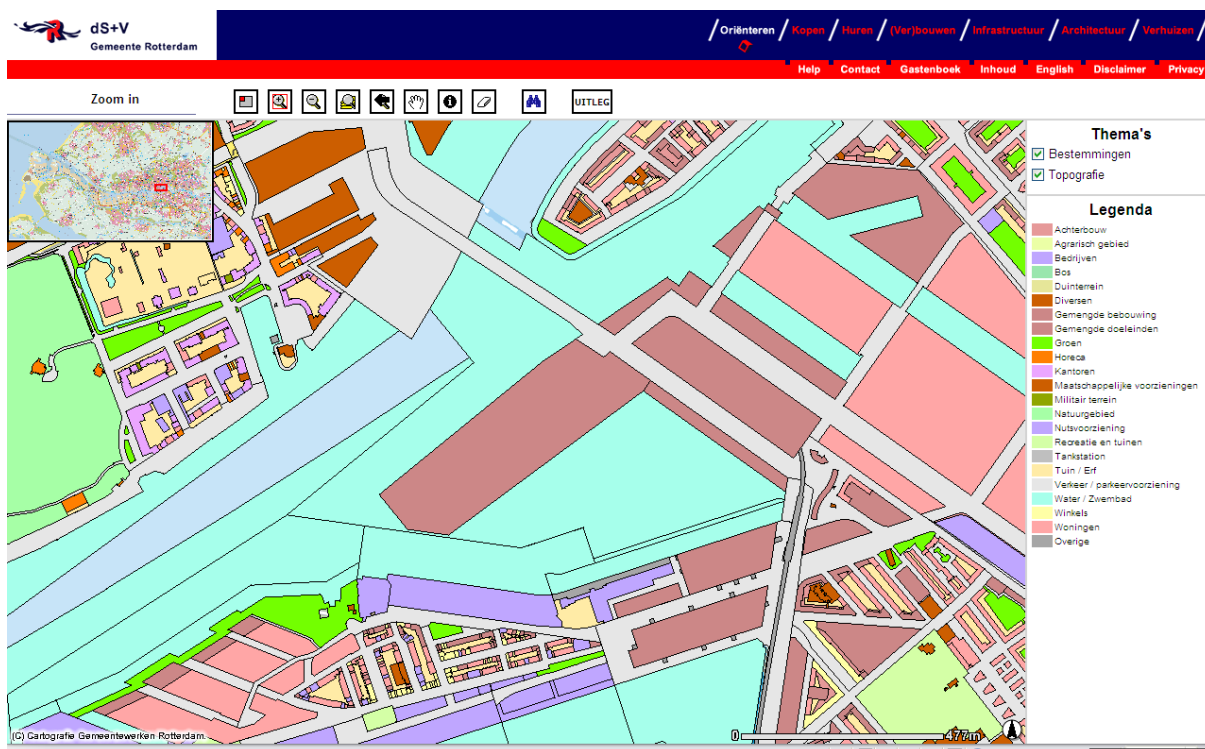 dS+V
Gemeente Rotterdam
Oriënteren / Kopen / Huren / (Ver)bouwen / Infrastructuur / Architectuur / Verhuizen /
Help Contact Gastenboek Inhoud English Disclaimer Privacy
Zoom in
UITLEG
Thema's
Bestemmingen
Topografie
Legenda
Achterbouw
Agrarisch gebied
Bedrijven
Bos
Duinterrein
Diversen
Gemengde bebouwing
Gemengde doeleinden
Groen
Horeca
Kantoren
Maatschappelijke voorzieningen
Militair terrein
Natuurgebied
Nutsvoorziening
Recreatie en tuinen
Tankstation
Tuin / Erf
Verkeer / parkeervoorziening
Water / Zwembad
Winkels
Woningen
Overige
(C) Cartografie Gemeentewerken Rotterdam.
0 477m